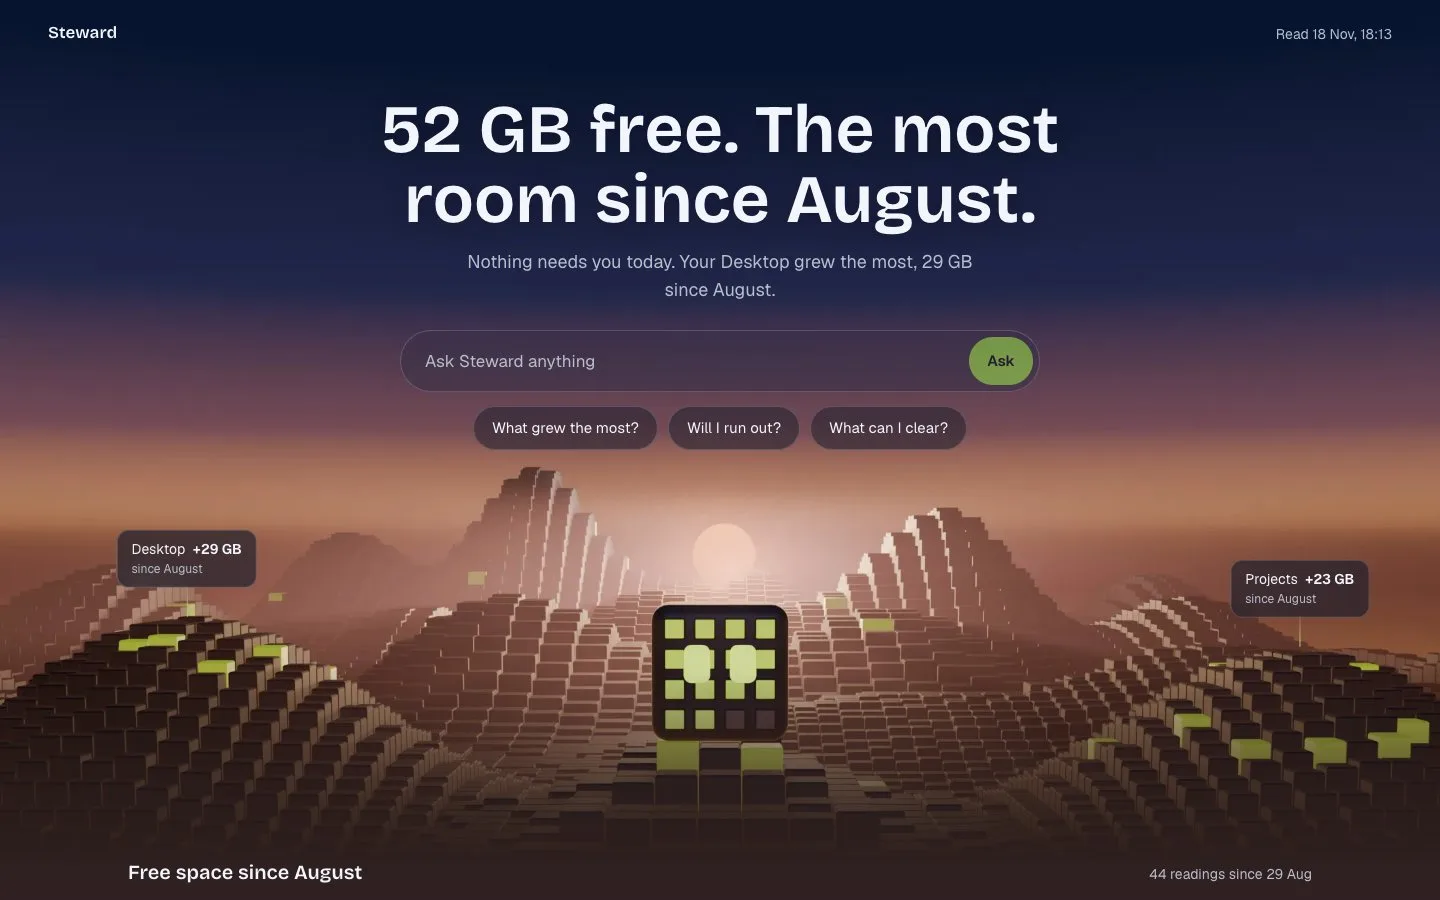 Steward
Read 18 Nov, 18:13
52 GB free. The most
room since August.
Nothing needs you today. Your Desktop grew the most, 29 GB
since August.
Ask Steward anything
Ask
What grew the most?
Will I run out?
What can I clear?
Desktop +29 GB
since August
Projects +23 GB
since August
Free space since August
44 readings since 29 Aug